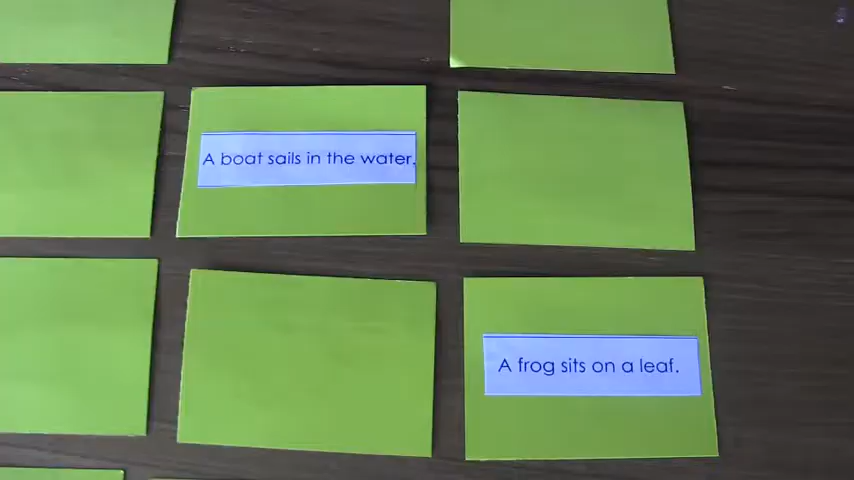 A boat sails in the water.
A frog sits on a leaf.